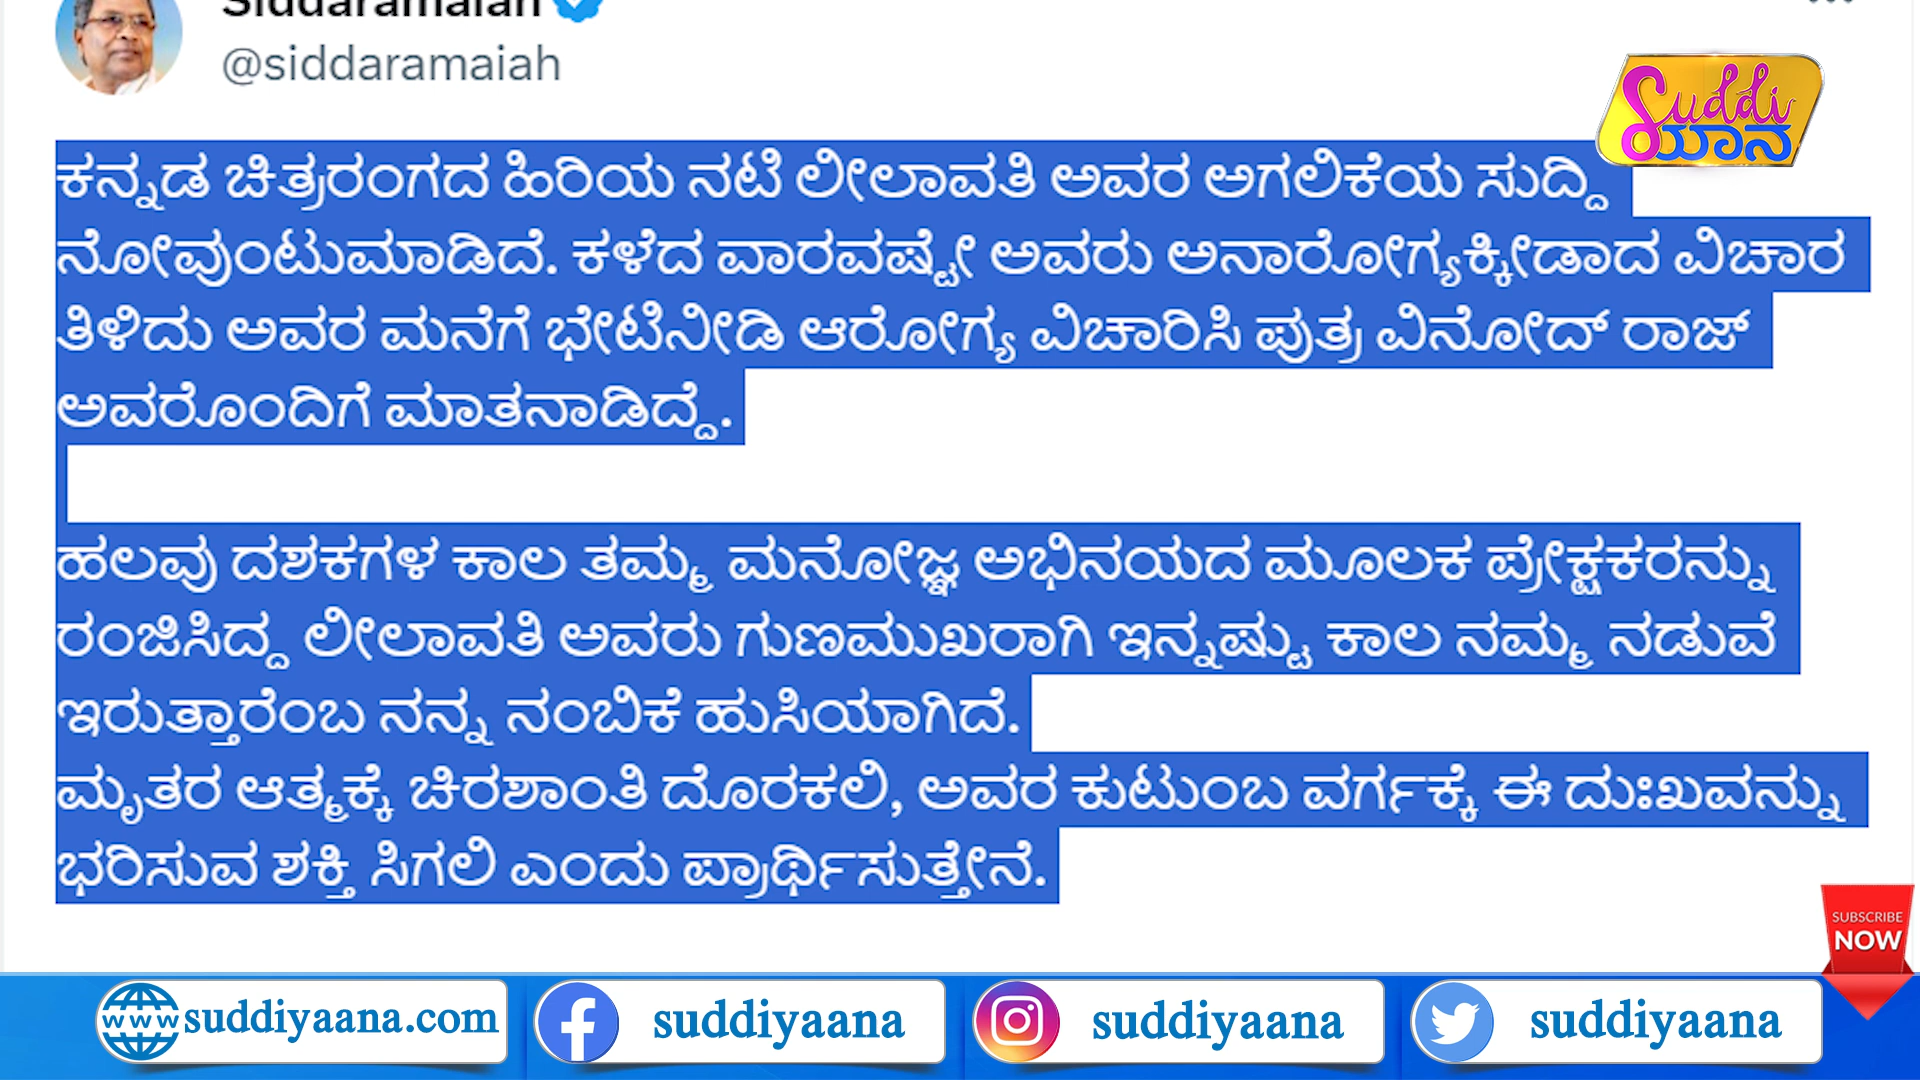 Siddaramaiah
@siddaramaiah
Suddi
ಯಾನ
ಕನ್ನಡ ಚಿತ್ರರಂಗದ ಹಿರಿಯ ನಟಿ ಲೀಲಾವತಿ ಅವರ ಅಗಲಿಕೆಯ ಸುದ್ದಿ
ನೋವುಂಟುಮಾಡಿದೆ. ಕಳೆದ ವಾರವಷ್ಟೇ ಅವರು ಅನಾರೋಗ್ಯಕ್ಕೀಡಾದ ವಿಚಾರ
ತಿಳಿದು ಅವರ ಮನೆಗೆ ಭೇಟಿನೀಡಿ ಆರೋಗ್ಯ ವಿಚಾರಿಸಿ ಪುತ್ರ ವಿನೋದ್ ರಾಜ್
ಅವರೊಂದಿಗೆ ಮಾತನಾಡಿದ್ದೆ.
ಹಲವು ದಶಕಗಳ ಕಾಲ ತಮ್ಮ ಮನೋಜ್ಞ ಅಭಿನಯದ ಮೂಲಕ ಪ್ರೇಕ್ಷಕರನ್ನು
ರಂಜಿಸಿದ್ದ ಲೀಲಾವತಿ ಅವರು ಗುಣಮುಖರಾಗಿ ಇನ್ನಷ್ಟು ಕಾಲ ನಮ್ಮ ನಡುವೆ
ಇರುತ್ತಾರೆಂಬ ನನ್ನ ನಂಬಿಕೆ ಹುಸಿಯಾಗಿದೆ.
ಮೃತರ ಆತ್ಮಕ್ಕೆ ಚಿರಶಾಂತಿ ದೊರಕಲಿ, ಅವರ ಕುಟುಂಬ ವರ್ಗಕ್ಕೆ ಈ ದುಃಖವನ್ನು
ಭರಿಸುವ ಶಕ್ತಿ ಸಿಗಲಿ ಎಂದು ಪ್ರಾರ್ಥಿಸುತ್ತೇನೆ.
SUBSCRIBE
NOW
www suddiyaana.com suddiyaana suddiyaana suddiyaana